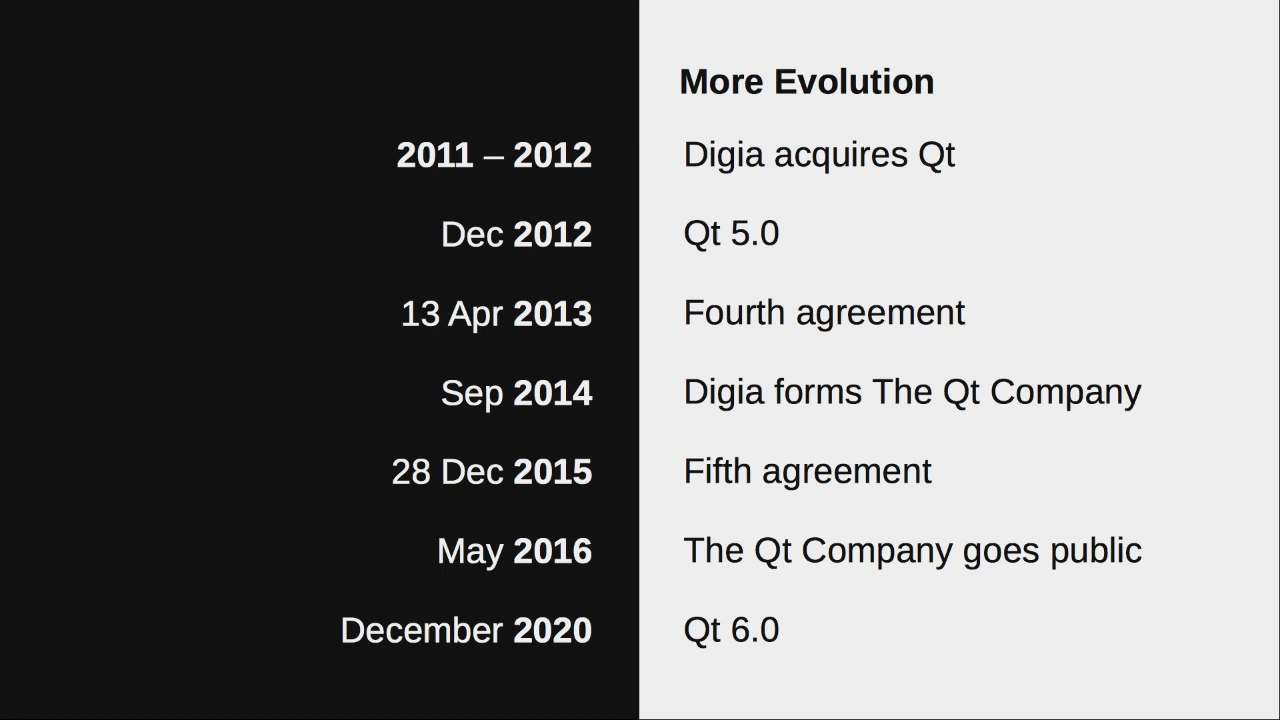 More Evolution
2011 – 2012 Digia acquires Qt
Dec 2012 Qt 5.0
13 Apr 2013 Fourth agreement
Sep 2014 Digia forms The Qt Company
28 Dec 2015 Fifth agreement
May 2016 The Qt Company goes public
December 2020 Qt 6.0